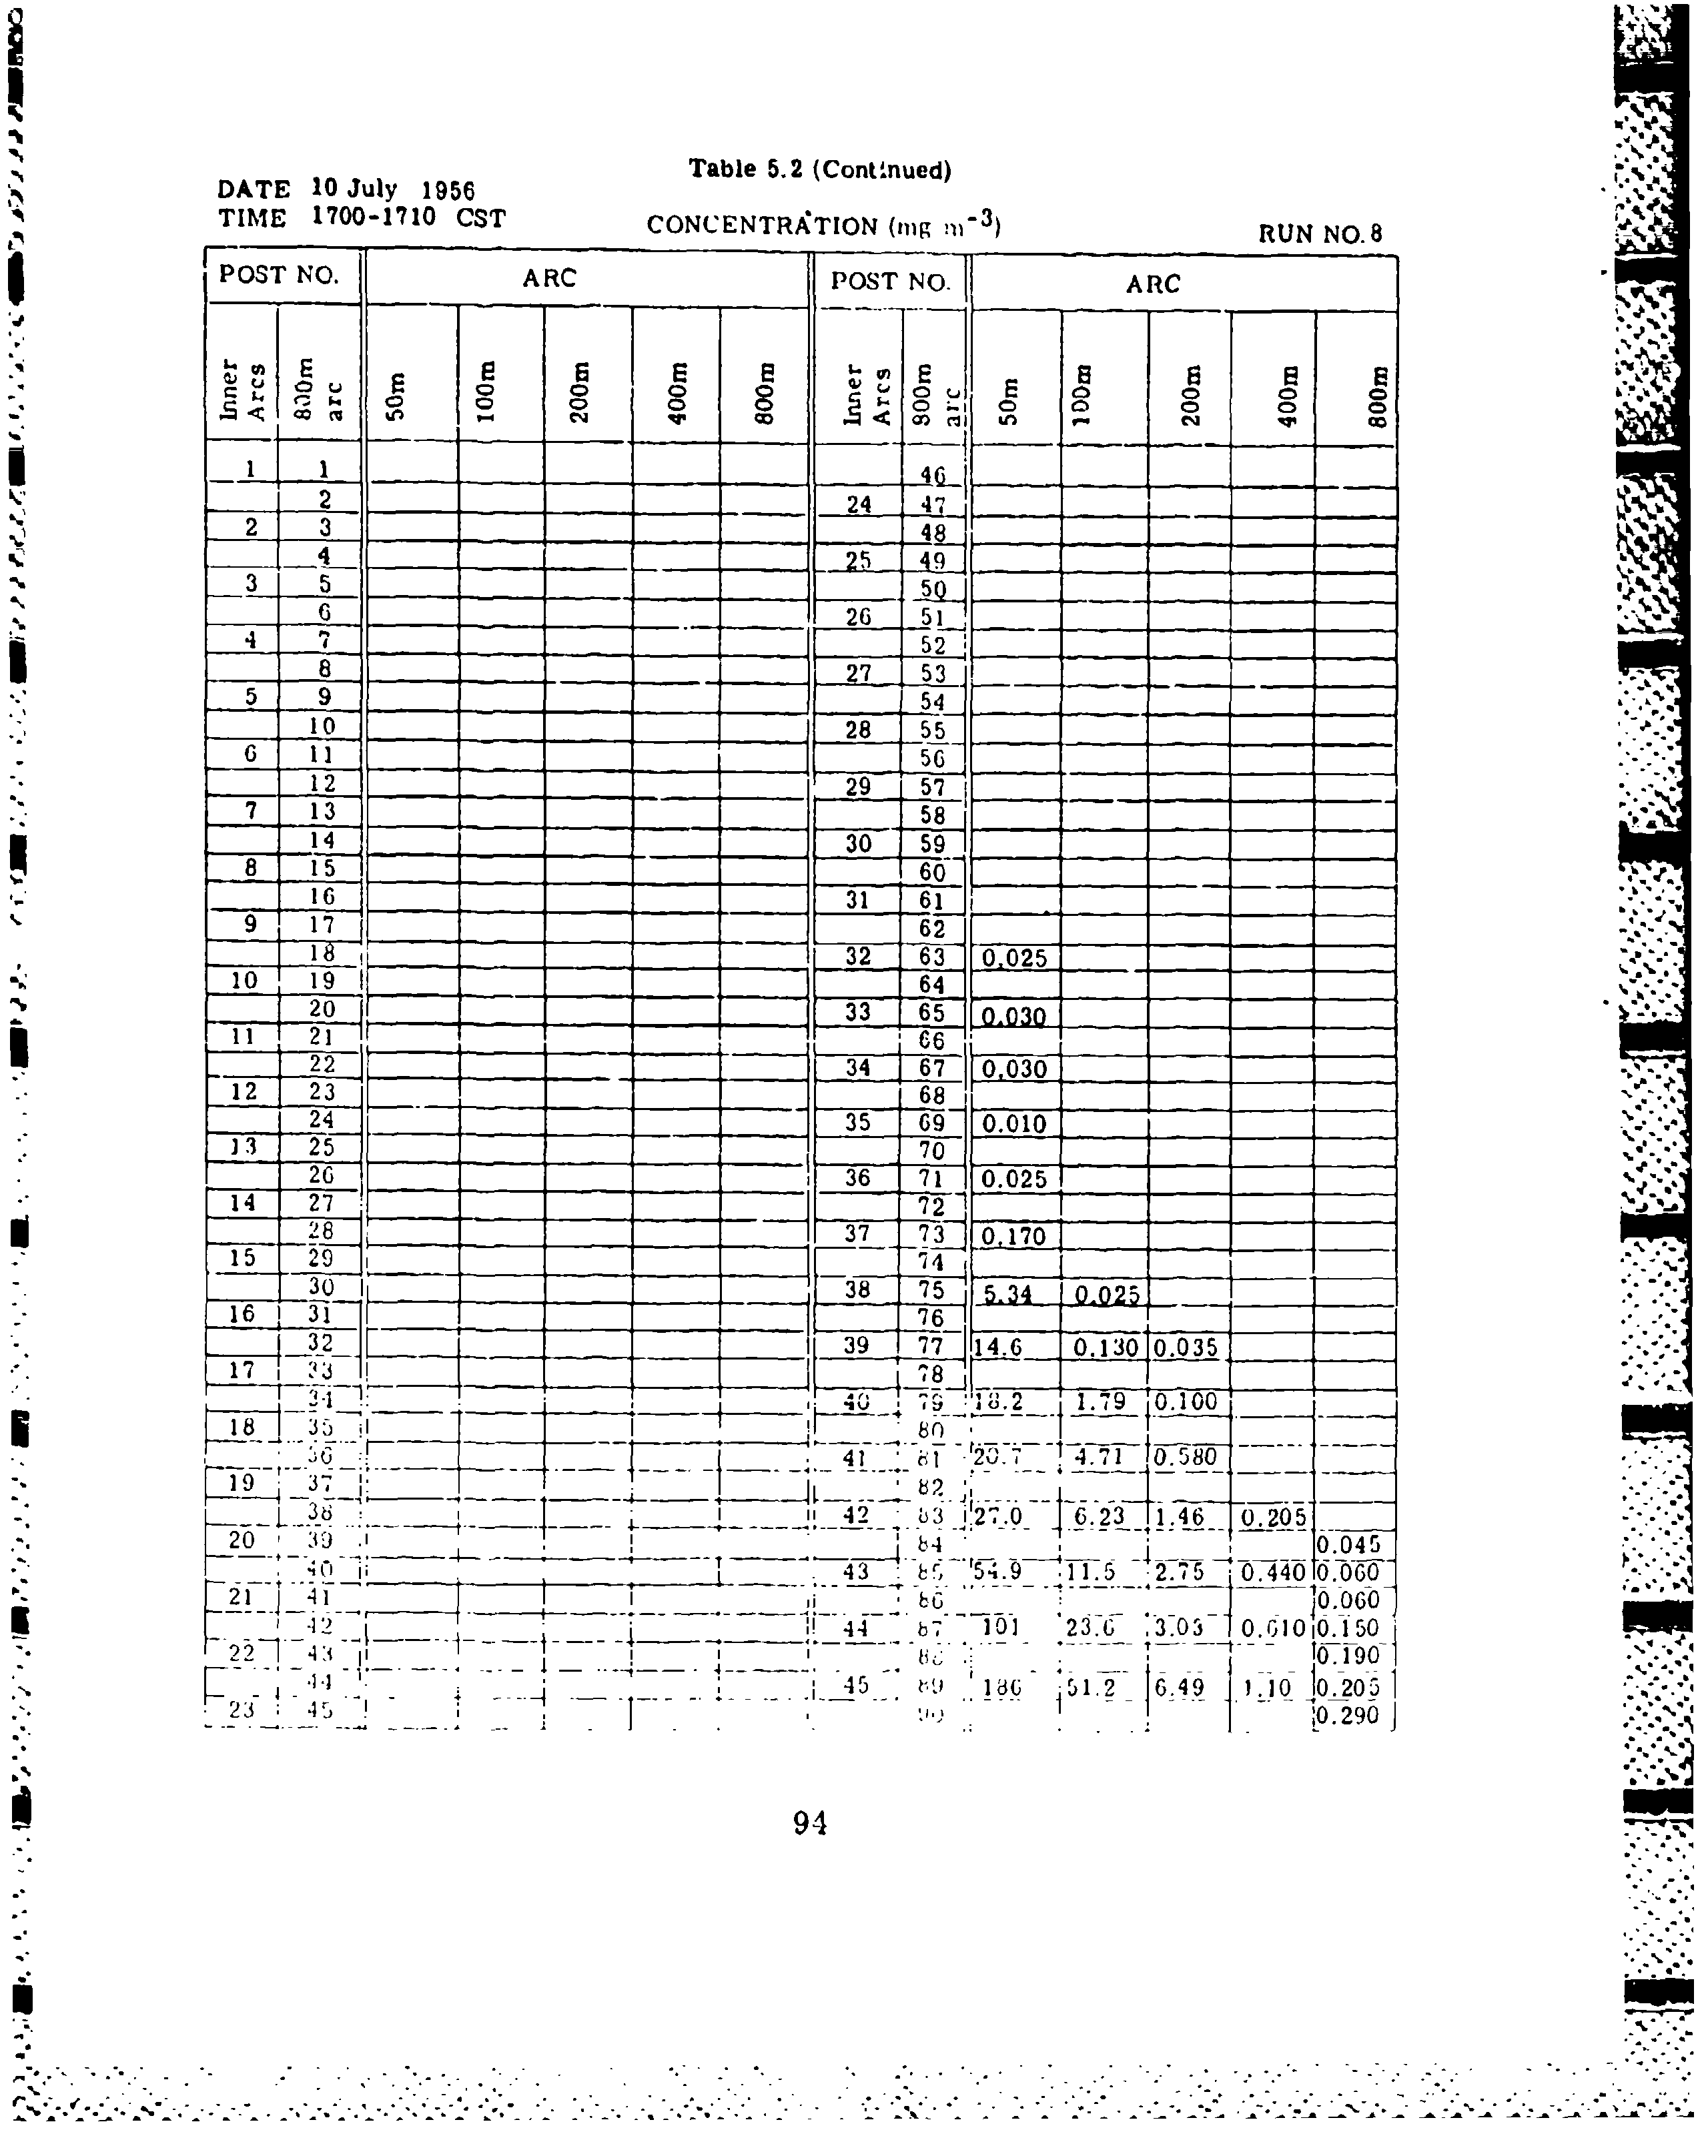 Table 5.2 (Continued)
DATE 10 July 1956
TIME 1700-1710 CST
CONCENTRATION (mg m-3)
RUN NO. 8
POST NO. ARC POST NO. ARC
Inner Arcs 800m arc 50m 100m 200m 400m 800m Inner Arcs 800m arc 50m 100m 200m 400m 800m
1 1 46
2 24 47
2 3 48
4 25 49
3 5 50
6 26 51
4 7 52
8 27 53
5 9 54
10 28 55
6 11 56
12 29 57
7 13 58
14 30 59
8 15 60
16 31 61
9 17 62
18 32 63 0.025
10 19 64
20 33 65 0.030
11 21 66
22 34 67 0.030
12 23 68
24 35 69 0.010
13 25 70
26 36 71 0.025
14 27 72
28 37 73 0.170
15 29 74
30 38 75 5.34 0.025
16 31 76
32 39 77 14.6 0.130 0.035
17 33 78
34 40 79 18.2 1.79 0.100
18 35 80
36 41 81 20.7 4.71 0.580
19 37 82
38 42 83 27.0 6.23 1.46 0.205
20 39 84 0.045
40 43 85 54.9 11.5 2.75 0.440 0.060
21 41 86 0.060
42 44 87 101 23.6 0.610 0.150
22 43 88 0.190
44 45 89 186 51.2 6.49 1.10 0.205
23 45 90 0.290
94